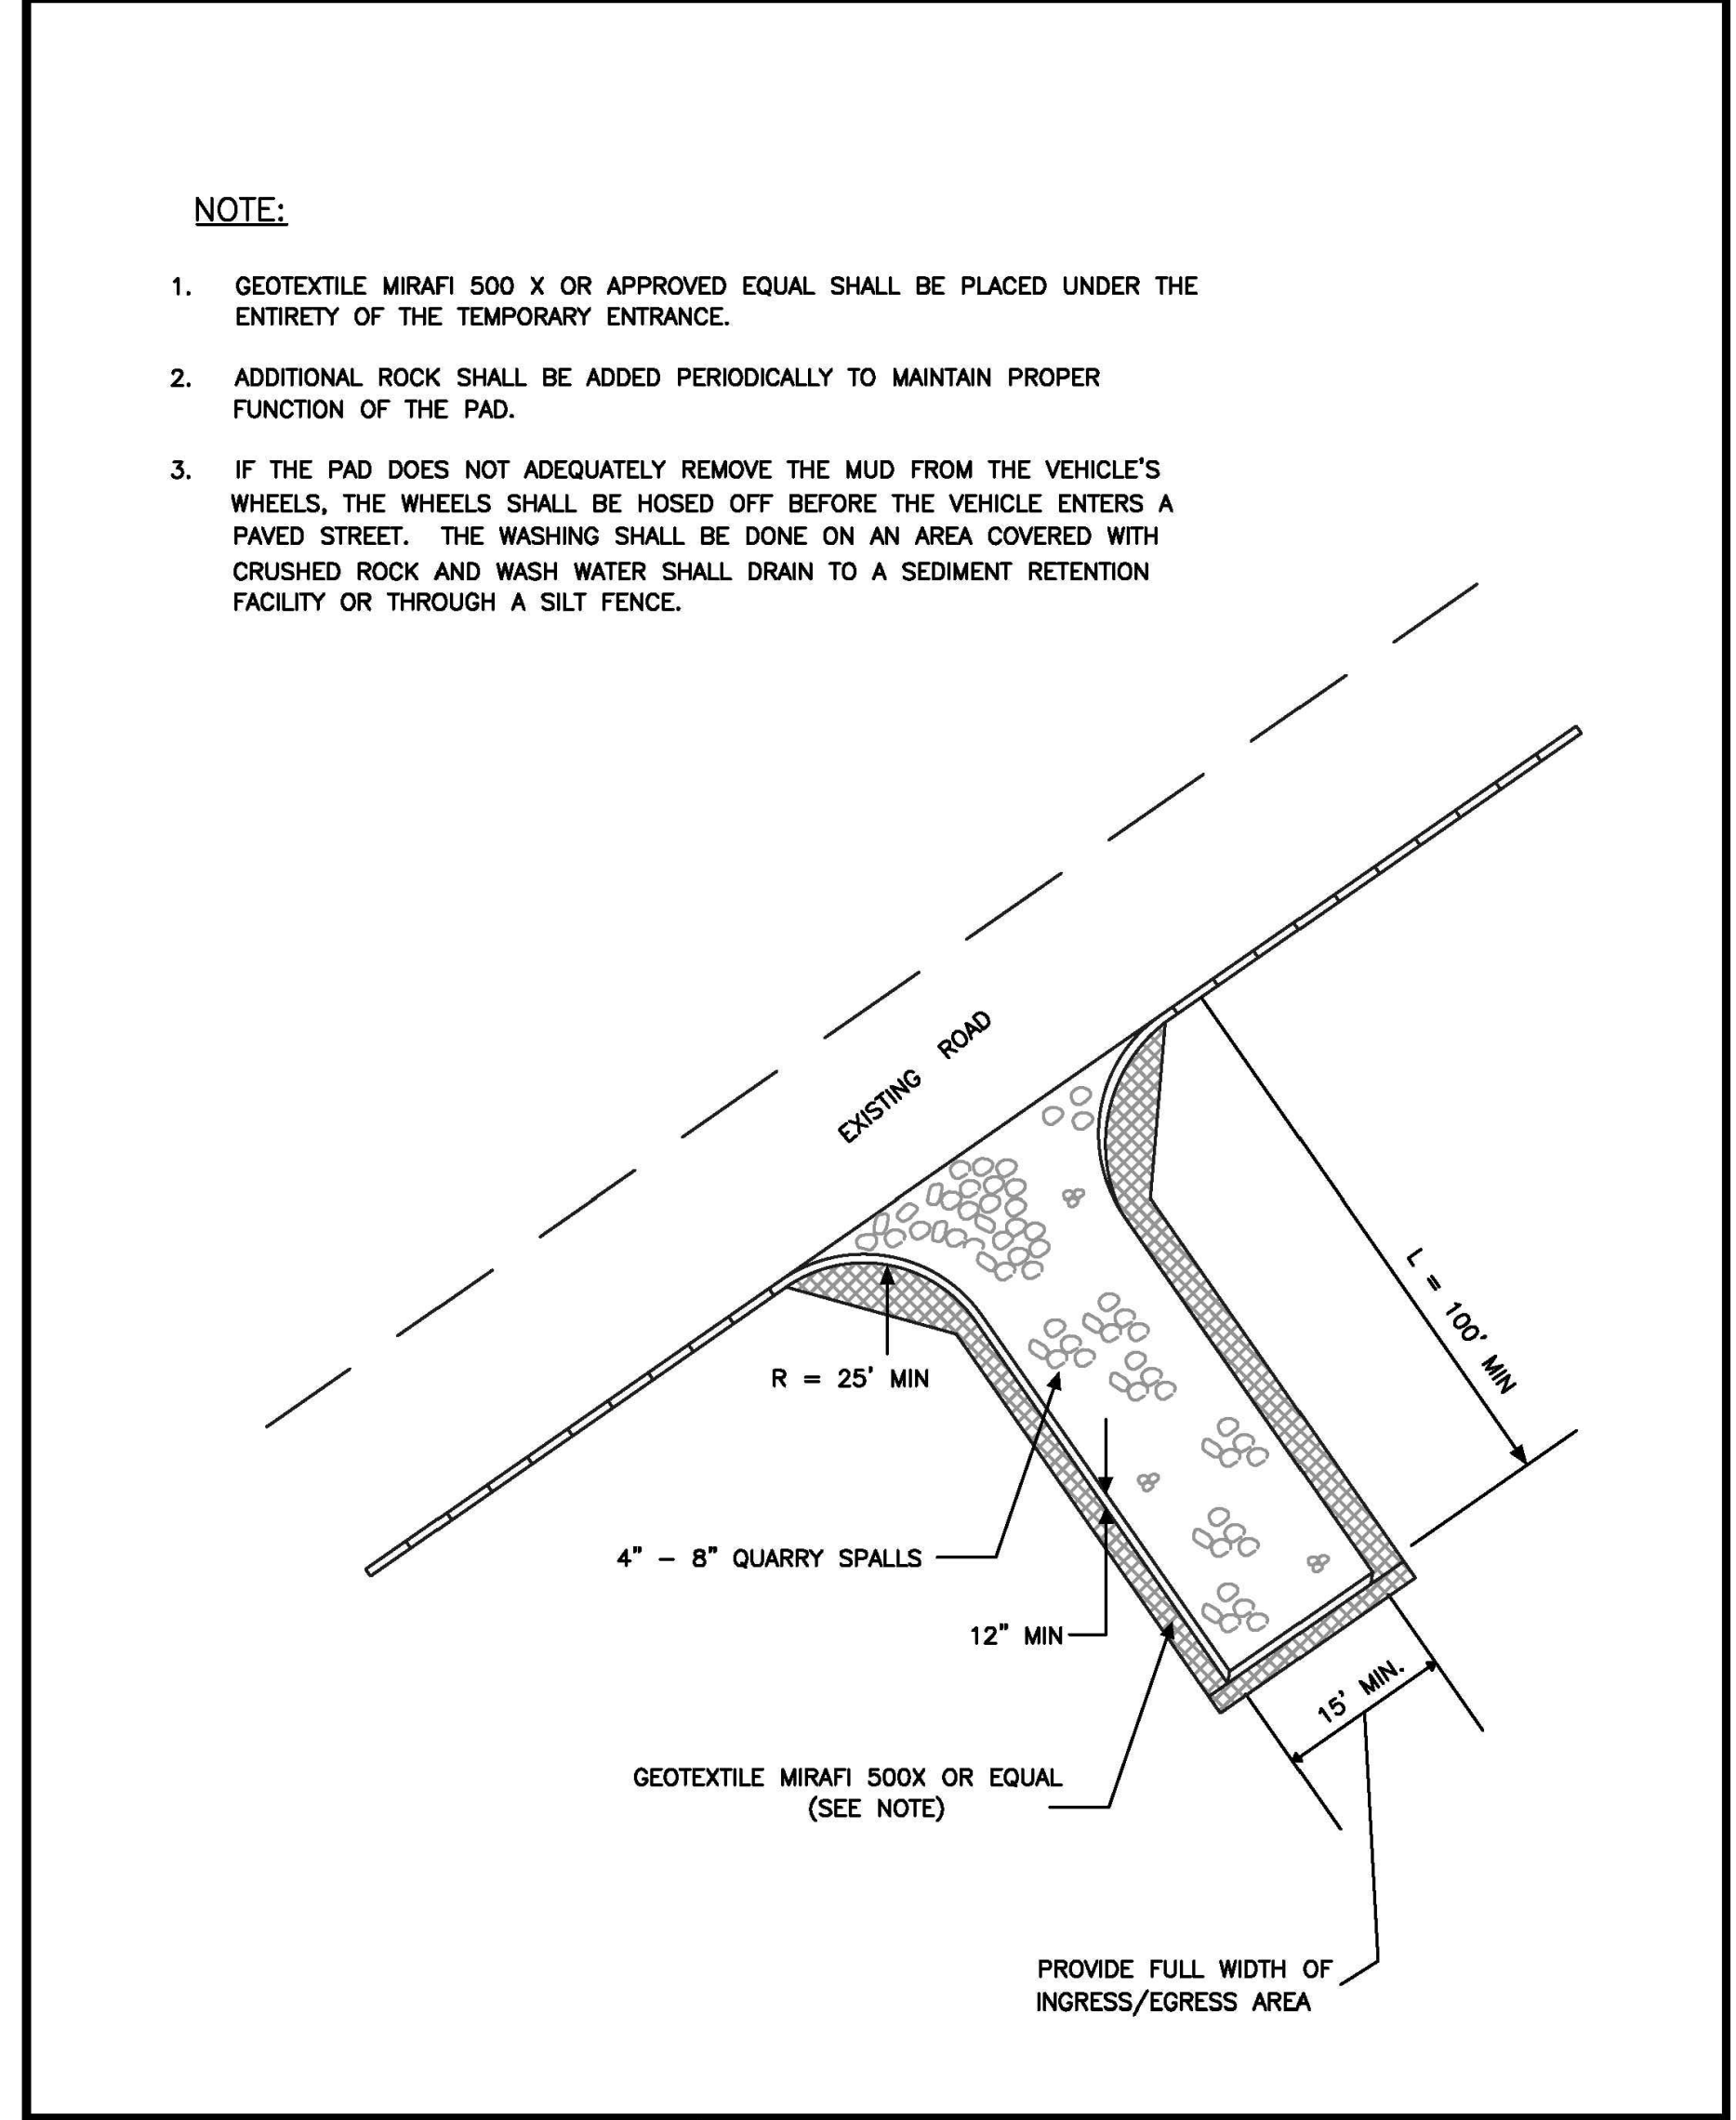 NOTE:
1. GEOTEXTILE MIRAFI 500 X OR APPROVED EQUAL SHALL BE PLACED UNDER THE
ENTIRETY OF THE TEMPORARY ENTRANCE.
2. ADDITIONAL ROCK SHALL BE ADDED PERIODICALLY TO MAINTAIN PROPER
FUNCTION OF THE PAD.
3. IF THE PAD DOES NOT ADEQUATELY REMOVE THE MUD FROM THE VEHICLE'S
WHEELS, THE WHEELS SHALL BE HOSED OFF BEFORE THE VEHICLE ENTERS A
PAVED STREET. THE WASHING SHALL BE DONE ON AN AREA COVERED WITH
CRUSHED ROCK AND WASH WATER SHALL DRAIN TO A SEDIMENT RETENTION
FACILITY OR THROUGH A SILT FENCE.
EXISTING ROAD
L = 100' MIN
R = 25' MIN
4" - 8" QUARRY SPALLS
12" MIN
15' MIN.
GEOTEXTILE MIRAFI 500X OR EQUAL
(SEE NOTE)
PROVIDE FULL WIDTH OF
INGRESS/EGRESS AREA